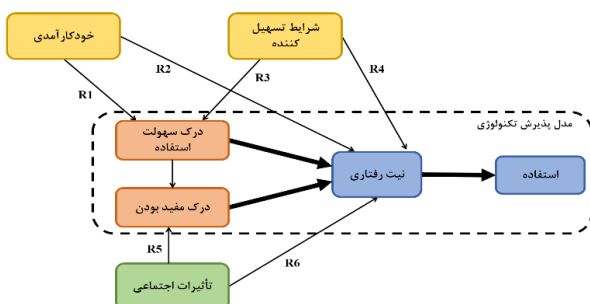 خودکارآمدی
شرایط تسهیل
کننده
R1
R2
R3
R4
مدل پذیرش تکنولوژی
درک سهولت
استفاده
نیت رفتاری
استفاده
درک مفید بودن
R5
R6
تأثیرات اجتماعی